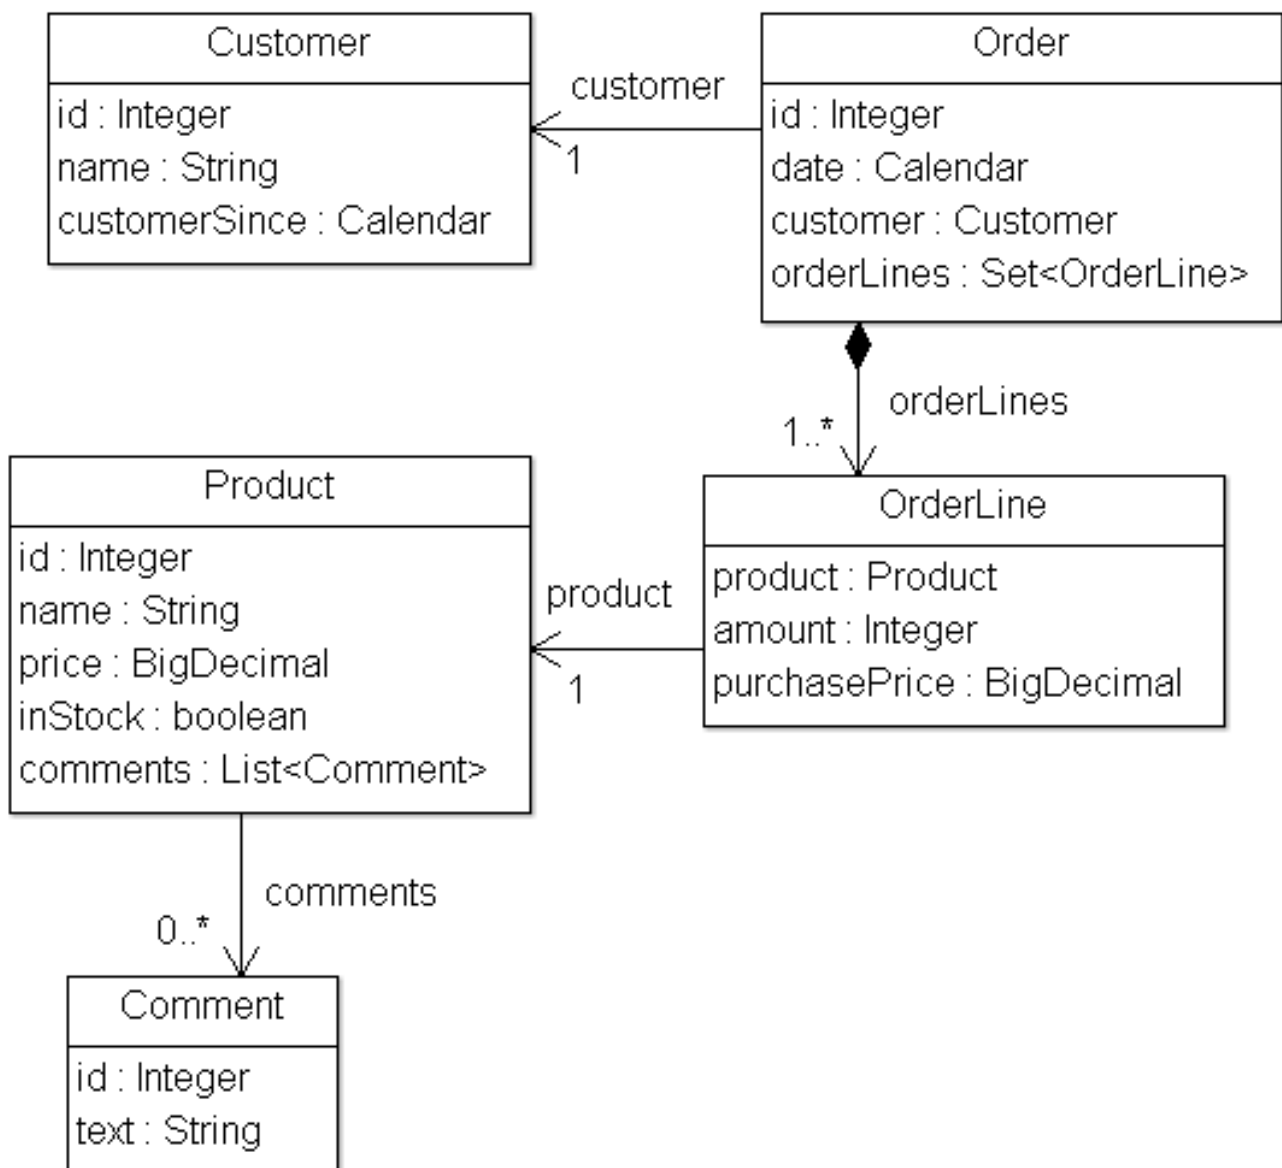 Customer
id : Integer
name : String
customerSince : Calendar
customer
1
Order
id : Integer
date : Calendar
customer : Customer
orderLines : Set<OrderLine>
orderLines
1..*
Product
id : Integer
name : String
price : BigDecimal
inStock : boolean
comments : List<Comment>
product
1
OrderLine
product : Product
amount : Integer
purchasePrice : BigDecimal
comments
0..*
Comment
id : Integer
text : String